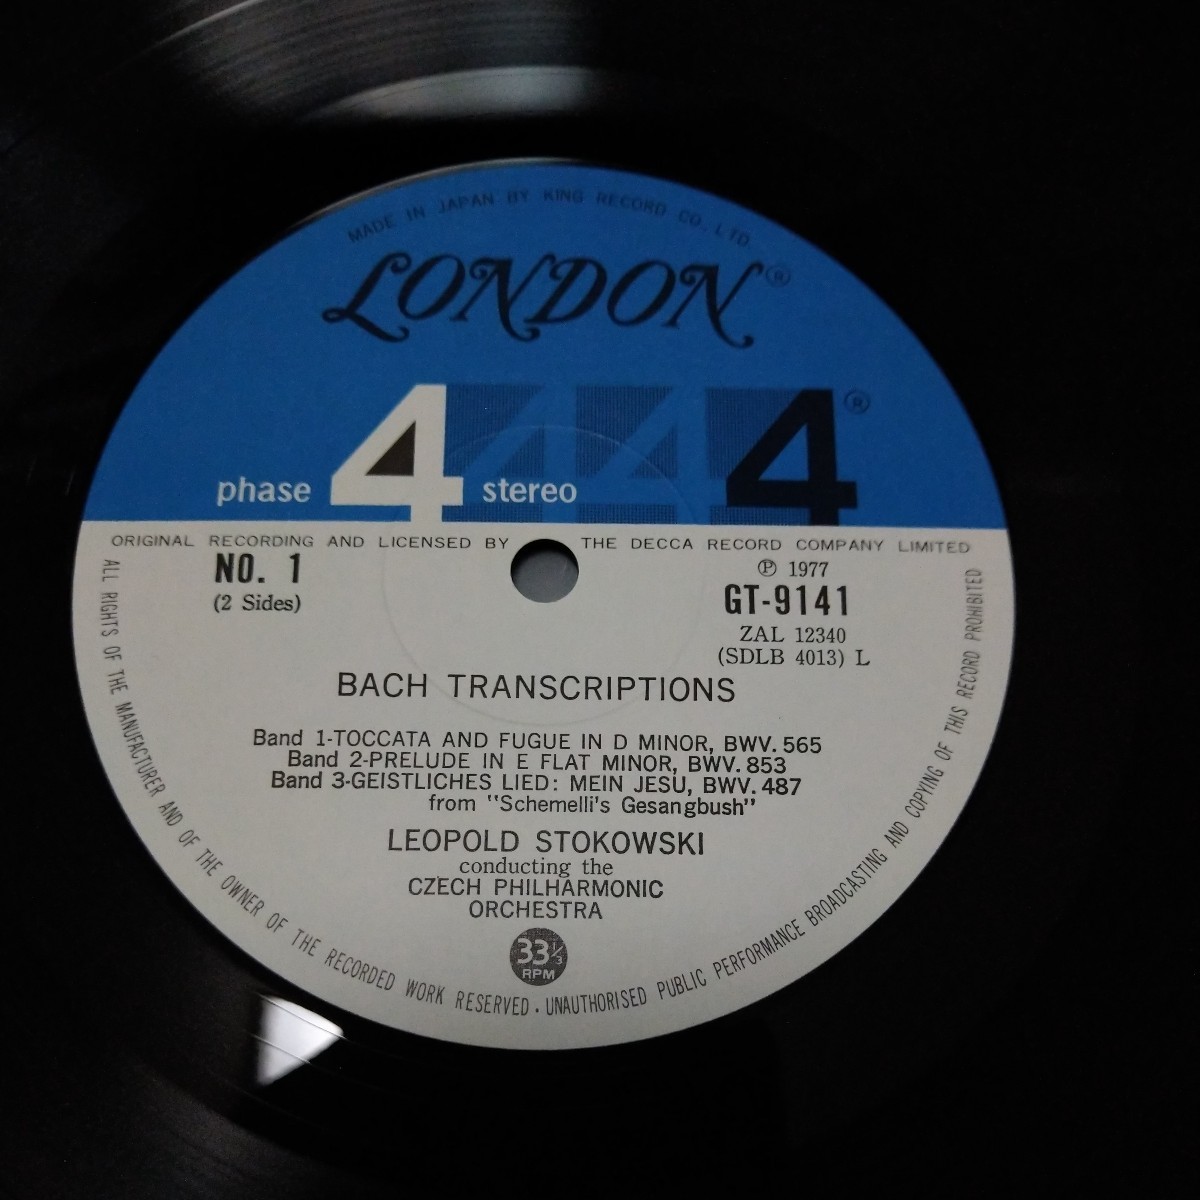 MADE IN JAPAN BY KING RECORD CO., LTD.
LONDON®
phase 4 stereo 4 ®
ORIGINAL RECORDING AND LICENSED BY THE DECCA RECORD COMPANY LIMITED
NO. 1
(2 Sides)
℗ 1977
GT-9141
ZAL 12340
(SDLB 4013) L
BACH TRANSCRIPTIONS
Band 1-TOCCATA AND FUGUE IN D MINOR, BWV. 565
Band 2-PRELUDE IN E FLAT MINOR, BWV. 853
Band 3-GEISTLICHES LIED: MEIN JESU, BWV. 487
from "Schemelli's Gesangbush"
LEOPOLD STOKOWSKI
conducting the
CZECH PHILHARMONIC
ORCHESTRA
33⅓
RPM
ALL RIGHTS OF THE MANUFACTURER AND OF THE OWNER OF THE RECORDED WORK RESERVED. UNAUTHORISED PUBLIC PERFORMANCE BROADCASTING AND COPYING OF THIS RECORD PROHIBITED